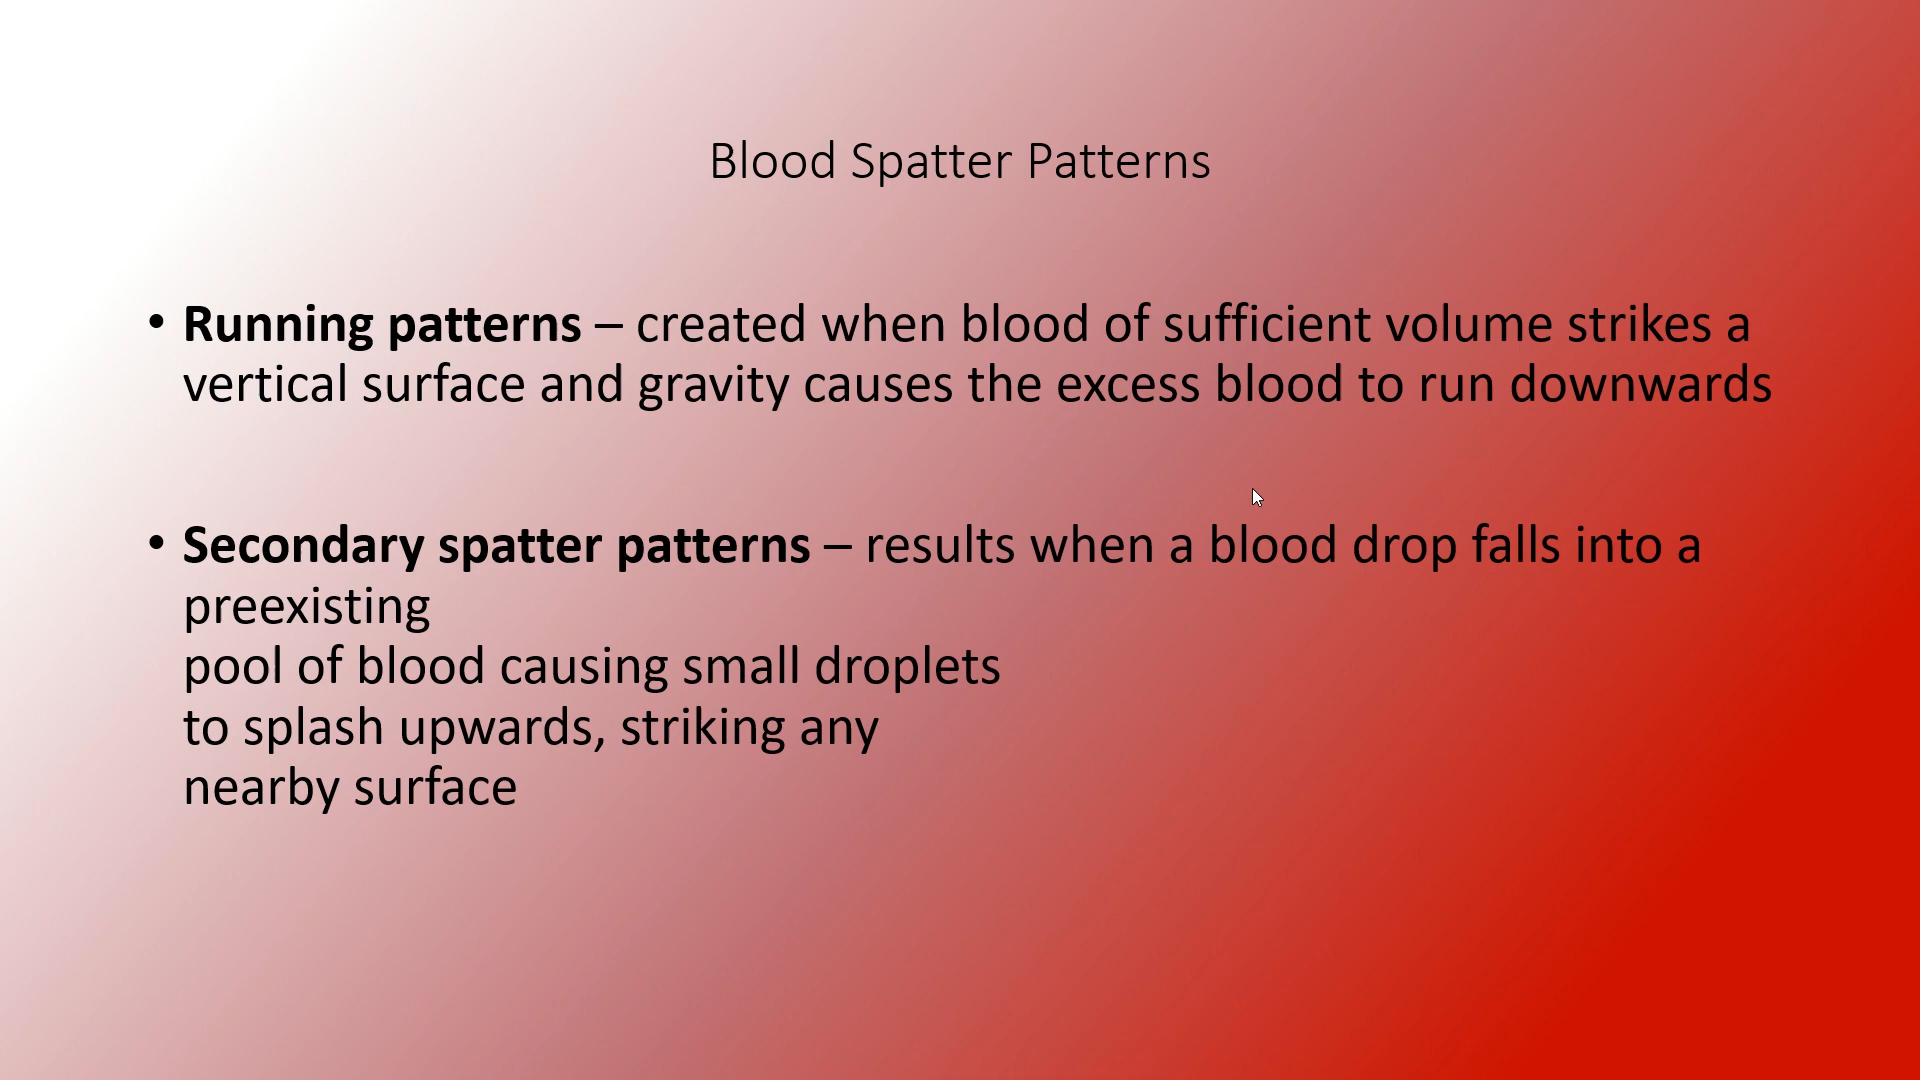 Blood Spatter Patterns
• Running patterns – created when blood of sufficient volume strikes a
vertical surface and gravity causes the excess blood to run downwards
• Secondary spatter patterns – results when a blood drop falls into a
preexisting
pool of blood causing small droplets
to splash upwards, striking any
nearby surface